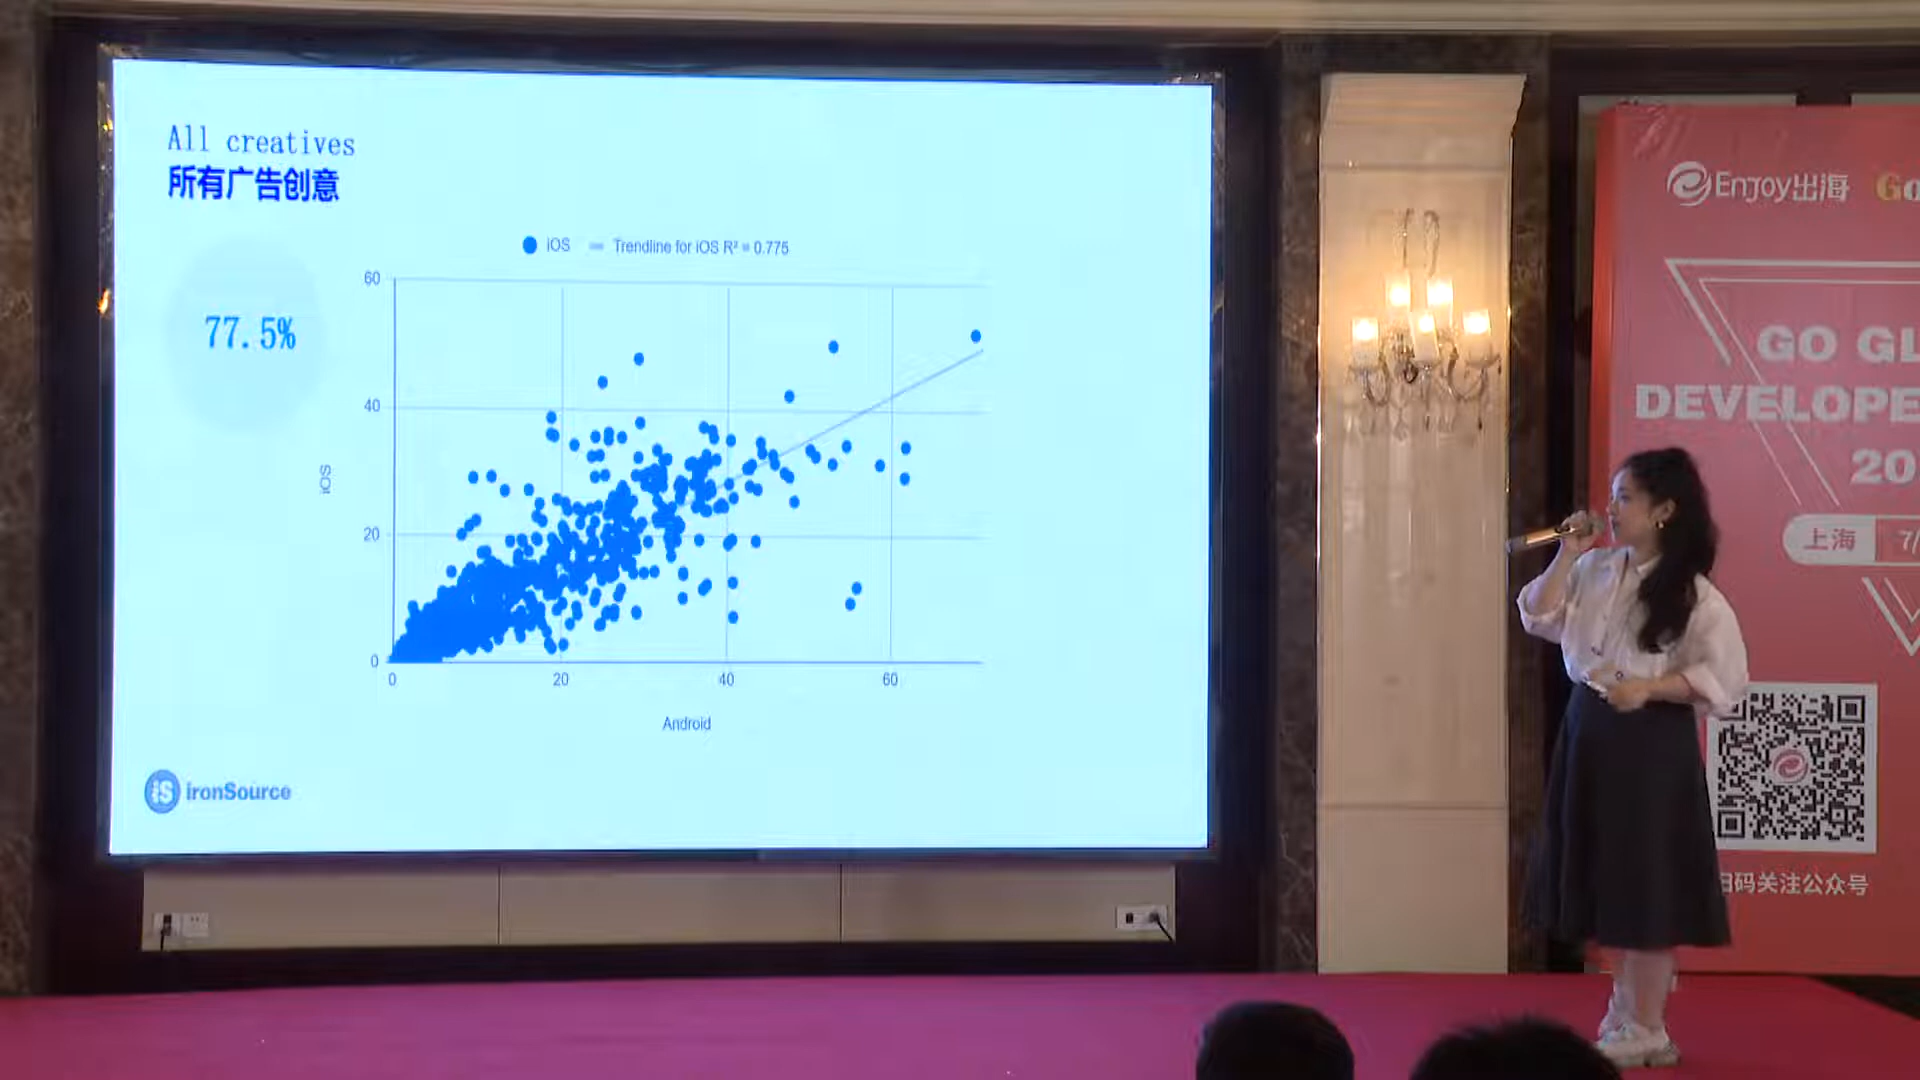 All creatives
所有广告创意
77.5%
iOS
Trendline for iOS R² = 0.775
60
40
20
0
iOS
0
20
40
60
Android
iS ironSource
Enjoy出海
GO GL
DEVELOPE
20
上海
7/
扫码关注公众号